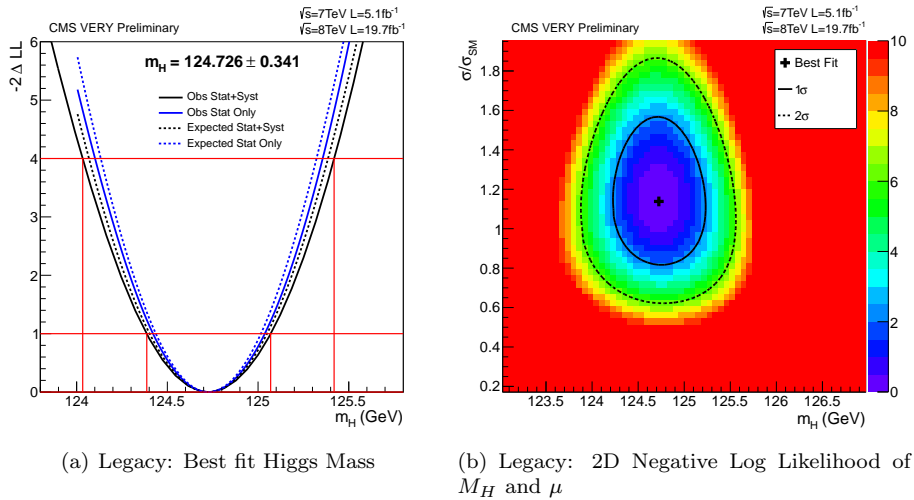 CMS VERY Preliminary
√s=7TeV L=5.1fb⁻¹
√s=8TeV L=19.7fb⁻¹
-2 Δ LL
6
5
4
3
2
1
0
m_H = 124.726 ± 0.341
Obs Stat+Syst
Obs Stat Only
Expected Stat+Syst
Expected Stat Only
124 124.5 125 125.5
m_H (GeV)
(a) Legacy: Best fit Higgs Mass
CMS VERY Preliminary
√s=7TeV L=5.1fb⁻¹
√s=8TeV L=19.7fb⁻¹
σ/σ_SM
1.8
1.6
1.4
1.2
1
0.8
0.6
0.4
0.2
Best Fit
1σ
2σ
10
8
6
4
2
0
123.5 124 124.5 125 125.5 126 126.5
m_H (GeV)
(b) Legacy: 2D Negative Log Likelihood of
M_H and μ